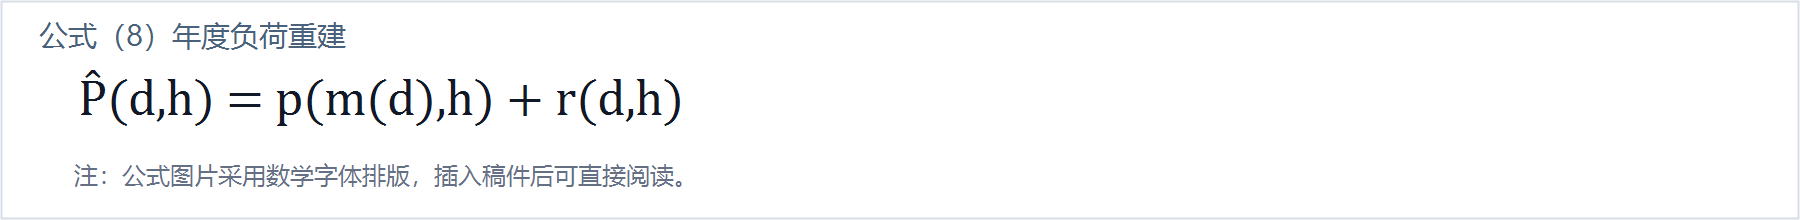 公式（8）年度负荷重建
P̂(d,h) = p(m(d),h) + r(d,h)
注：公式图片采用数学字体排版，插入稿件后可直接阅读。